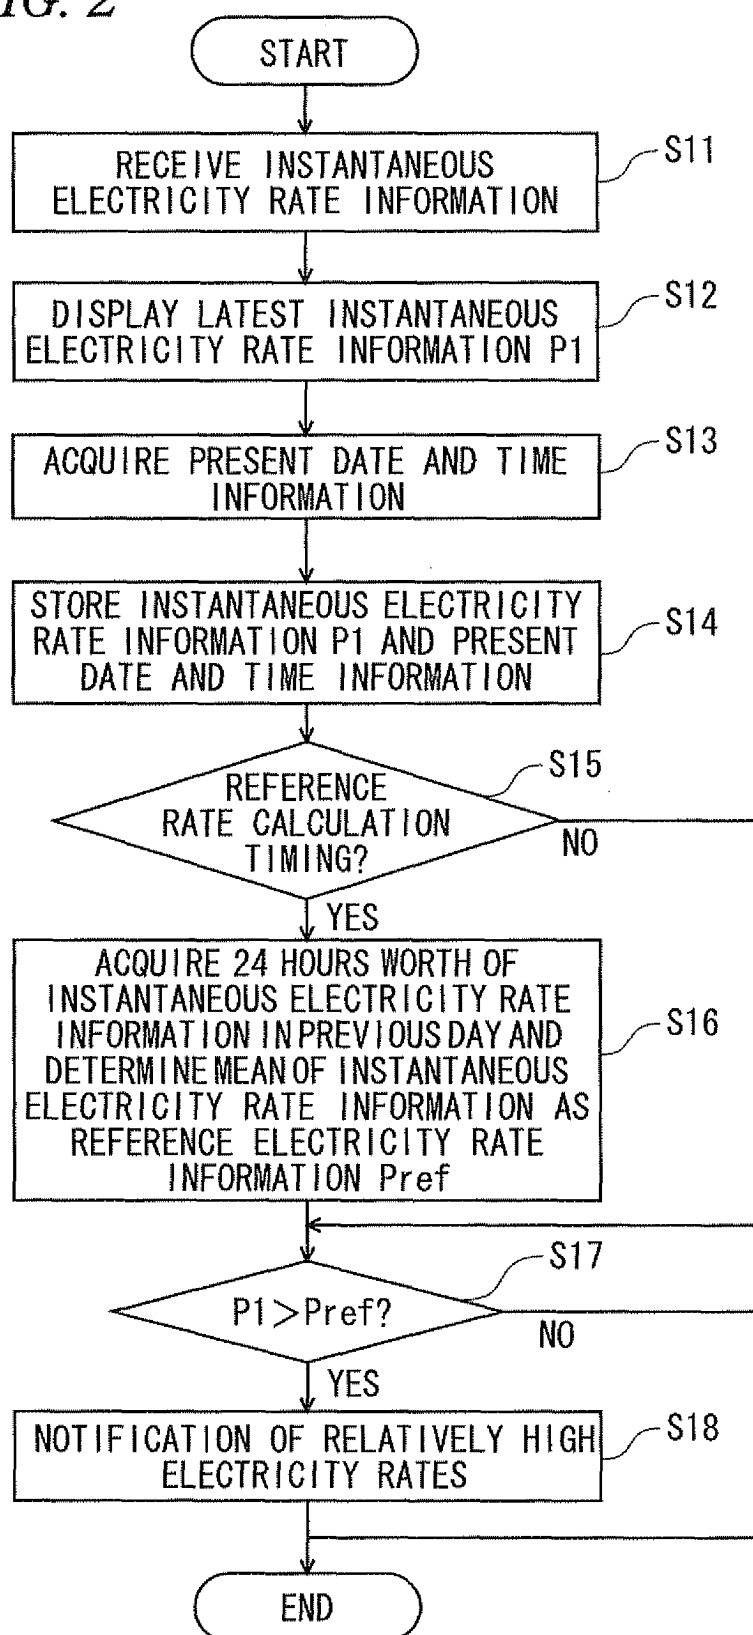 IG. 2
START
RECEIVE INSTANTANEOUS
ELECTRICITY RATE INFORMATION
S11
DISPLAY LATEST INSTANTANEOUS
ELECTRICITY RATE INFORMATION P1
S12
ACQUIRE PRESENT DATE AND TIME
INFORMATION
S13
STORE INSTANTANEOUS ELECTRICITY
RATE INFORMATION P1 AND PRESENT
DATE AND TIME INFORMATION
S14
REFERENCE
RATE CALCULATION
TIMING?
S15
NO
YES
ACQUIRE 24 HOURS WORTH OF
INSTANTANEOUS ELECTRICITY RATE
INFORMATION IN PREVIOUS DAY AND
DETERMINE MEAN OF INSTANTANEOUS
ELECTRICITY RATE INFORMATION AS
REFERENCE ELECTRICITY RATE
INFORMATION Pref
S16
P1>Pref?
S17
NO
YES
NOTIFICATION OF RELATIVELY HIGH
ELECTRICITY RATES
S18
END